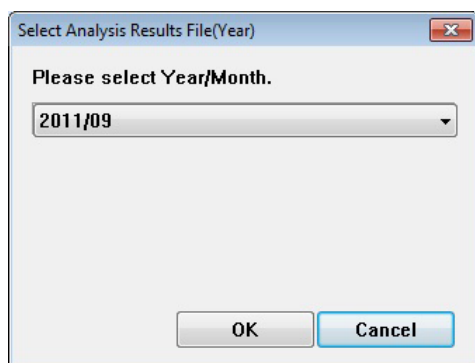 Select Analysis Results File(Year)
Please select Year/Month.
2011/09
OK
Cancel